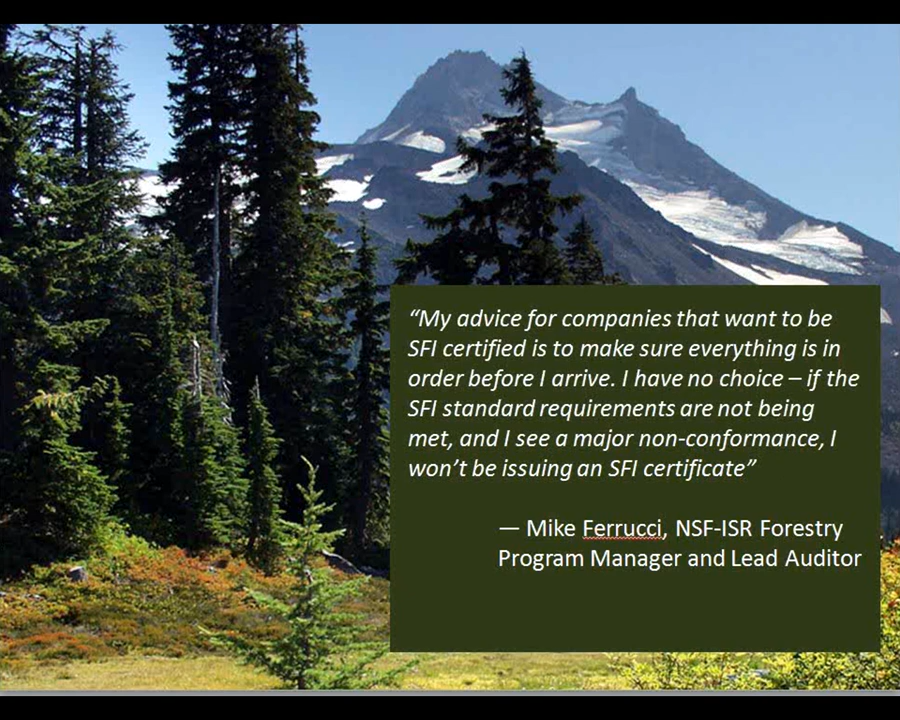 “My advice for companies that want to be
SFI certified is to make sure everything is in
order before I arrive. I have no choice – if the
SFI standard requirements are not being
met, and I see a major non-conformance, I
won’t be issuing an SFI certificate”
— Mike Ferrucci, NSF-ISR Forestry
Program Manager and Lead Auditor